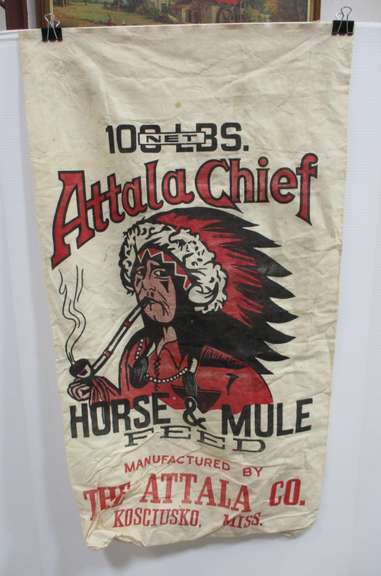 100 LBS.
NET
Attala Chief
HORSE & MULE
FEED
MANUFACTURED BY
THE ATTALA CO.
KOSCIUSKO, MISS.